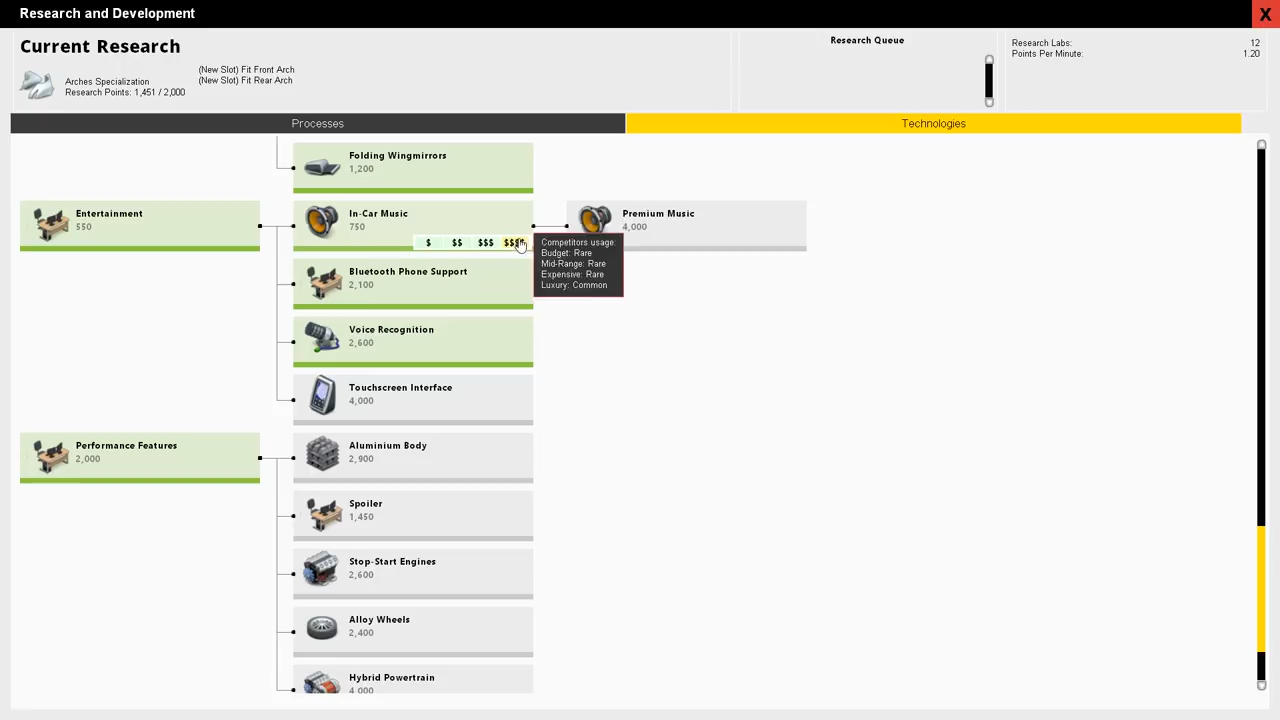 Research and Development
X
Current Research
Arches Specialization
Research Points: 1,451 / 2,000
(New Slot) Fit Front Arch
(New Slot) Fit Rear Arch
Research Queue
Research Labs: 12
Points Per Minute: 1.20
Processes
Technologies
Folding Wingmirrors
1,200
Entertainment
550
In-Car Music
750
$ $$ $$$ $$$$
Premium Music
4,000
Competitors usage:
Budget: Rare
Mid-Range: Rare
Expensive: Rare
Luxury: Common
Bluetooth Phone Support
2,100
Voice Recognition
2,600
Touchscreen Interface
4,000
Performance Features
2,000
Aluminium Body
2,900
Spoiler
1,450
Stop-Start Engines
2,600
Alloy Wheels
2,400
Hybrid Powertrain
4,000